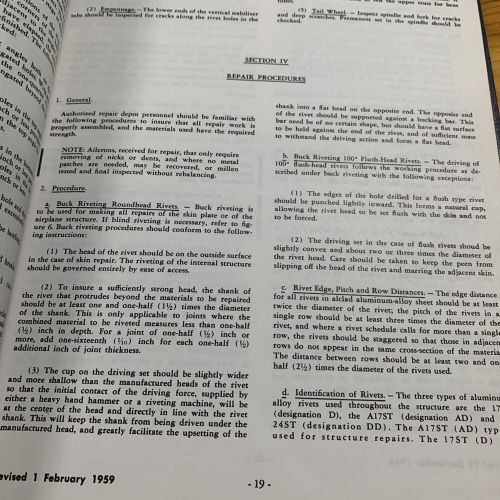 (2) Empennage. — The lower ends of the vertical stabilizer
tabs should be inspected for cracks along the rivet holes in the
tubes.
(5) Tail Wheel. — Inspect spindle and fork for cracks
and deep scratches. Permanent set in the spindle should be
checked.
SECTION IV
REPAIR PROCEDURES
1. General.
Authorized repair depot personnel should be familiar with
the following procedures to insure that all repair work is
properly assembled, and the materials used have the required
strength.
NOTE: Ailerons, received for repair, that only require
removing of nicks or dents, and where no metal
patches are needed, may be recovered, or millen
tested and final inspected without rebalancing.
2. Procedure.
a. Buck Riveting Roundhead Rivets. — Buck riveting is
to be used for making all repairs of the skin plate or of the
airplane structure. If blind riveting is necessary, refer to fig-
ure 6. Buck riveting procedures should conform to the follow-
ing instructions:
(1) The head of the rivet should be on the outside surface
in the case of skin repair. The riveting of the internal structure
should be governed entirely by ease of access.
(2) To insure a sufficiently strong head, the shank of
the rivet that protrudes beyond the materials to be repaired
should be at least one and one-half (1½) times the diameter
of the shank. This is only applicable to joints where the
combined material to be riveted measures less than one-half
(½) inch in depth. For a joint of one-half (½) inch or
more, add one-sixteenth (1/16) inch for each one-half (½)
additional inch of joint thickness.
(3) The cup on the driving set should be slightly wider
and more shallow than the manufactured heads of the rivet
so that the initial contact of the driving force, supplied by
either a heavy hand hammer or a riveting machine, will be
at the center of the head and directly in line with the rivet
shank. This will keep the shank from being driven under the
manufactured head, and greatly facilitate the upsetting of the
shank into a flat head on the opposite end. The opposite end
of the rivet should be supported against a bucking bar. This
bar need be of no certain shape, but should have a flat surface
to be held against the end of the rivet, and of sufficient mass
to withstand the driving action and form a flat head.
b. Buck Riveting 100° Flush-Head Rivets. — The driving of
100° flush-head rivets follows the working procedure as de-
scribed under buck riveting with the following exceptions:
(1) The edges of the hole drilled for a flush type rivet
should be punched lightly inward. This forms a natural cup,
allowing the rivet head to be set flush with the skin and not
to be forced.
(2) The driving set in the case of flush rivets should be
slightly convex and about two or three times the diameter of
the rivet head. Care should be taken to keep the peen from
slipping off the head of the rivet and marring the adjacent skin.
c. Rivet Edge, Pitch and Row Distances. — The edge distance
for all rivets in alclad aluminum-alloy sheet should be at least
twice the diameter of the rivet; the pitch of the rivets in a
single row should be at least three times the diameter of the
rivet, and where a rivet schedule calls for more than a single
row, the rivets should be staggered so that those in adjacen
rows do not appear in the same cross-section of the materia
The distance between rows should be at least two and one
half (2½) times the diameter of the rivets used.
d. Identification of Rivets. — The three types of aluminu
alloy rivets used throughout the structure are the 17
(designation D), the A17ST (designation AD) and
24ST (designation DD). The A17ST (AD) typ
used for structure repairs. The 17ST (D)
evised 1 February 1959
- 19 -